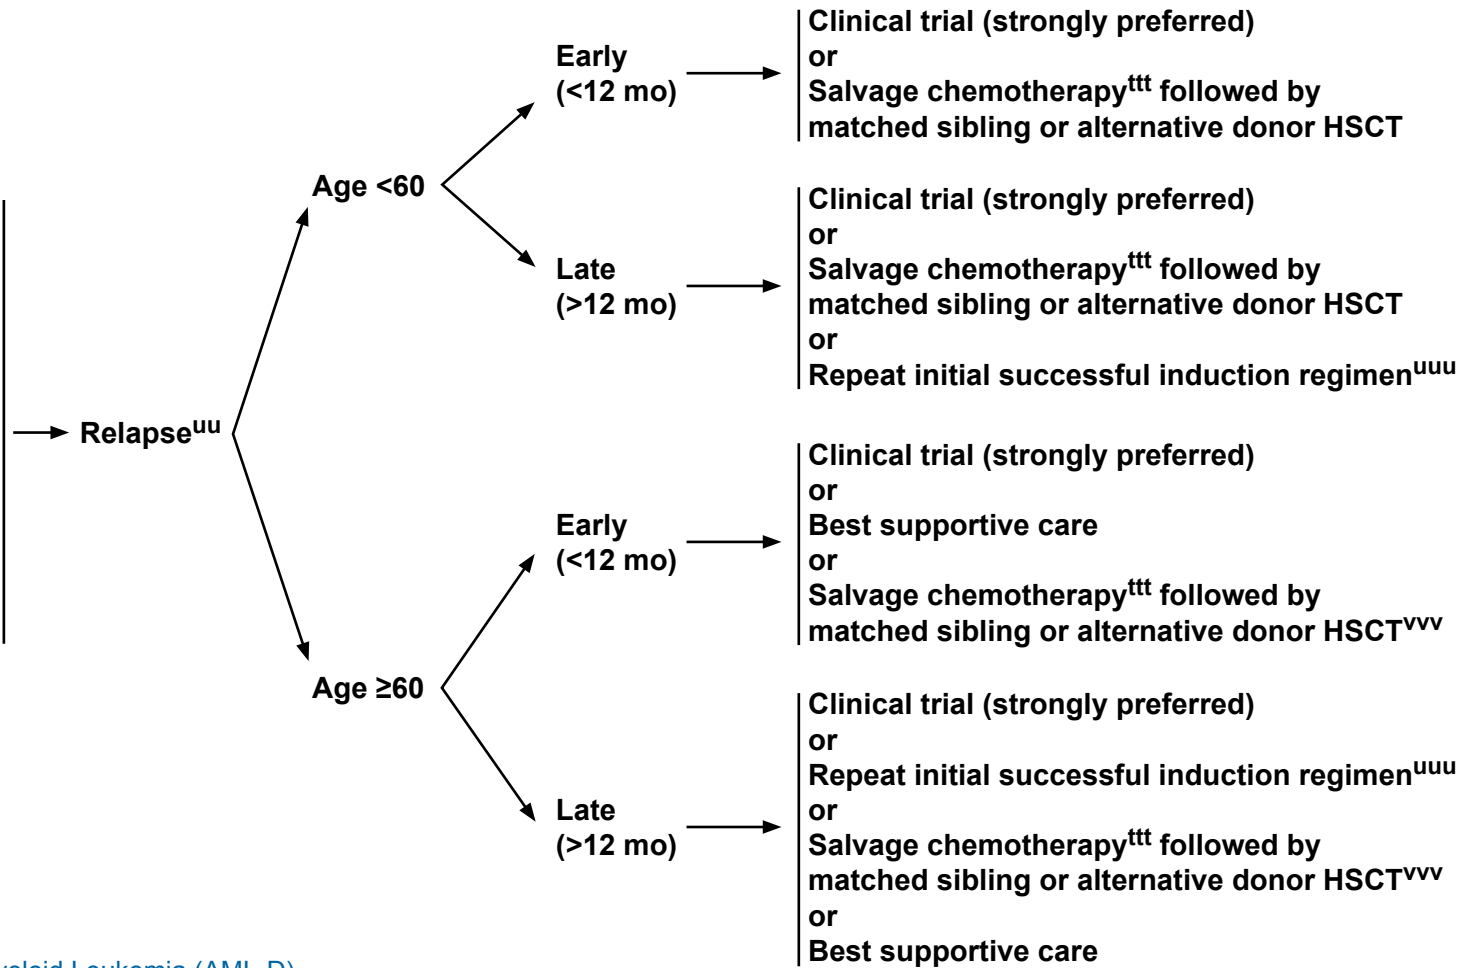 Relapseᵘᵘ
Age <60
Early
(<12 mo)
Clinical trial (strongly preferred)
or
Salvage chemotherapyᵗᵗᵗ followed by
matched sibling or alternative donor HSCT
Late
(>12 mo)
Clinical trial (strongly preferred)
or
Salvage chemotherapyᵗᵗᵗ followed by
matched sibling or alternative donor HSCT
or
Repeat initial successful induction regimenᵘᵘᵘ
Age ≥60
Early
(<12 mo)
Clinical trial (strongly preferred)
or
Best supportive care
or
Salvage chemotherapyᵗᵗᵗ followed by
matched sibling or alternative donor HSCTᵛᵛᵛ
Late
(>12 mo)
Clinical trial (strongly preferred)
or
Repeat initial successful induction regimenᵘᵘᵘ
or
Salvage chemotherapyᵗᵗᵗ followed by
matched sibling or alternative donor HSCTᵛᵛᵛ
or
Best supportive care